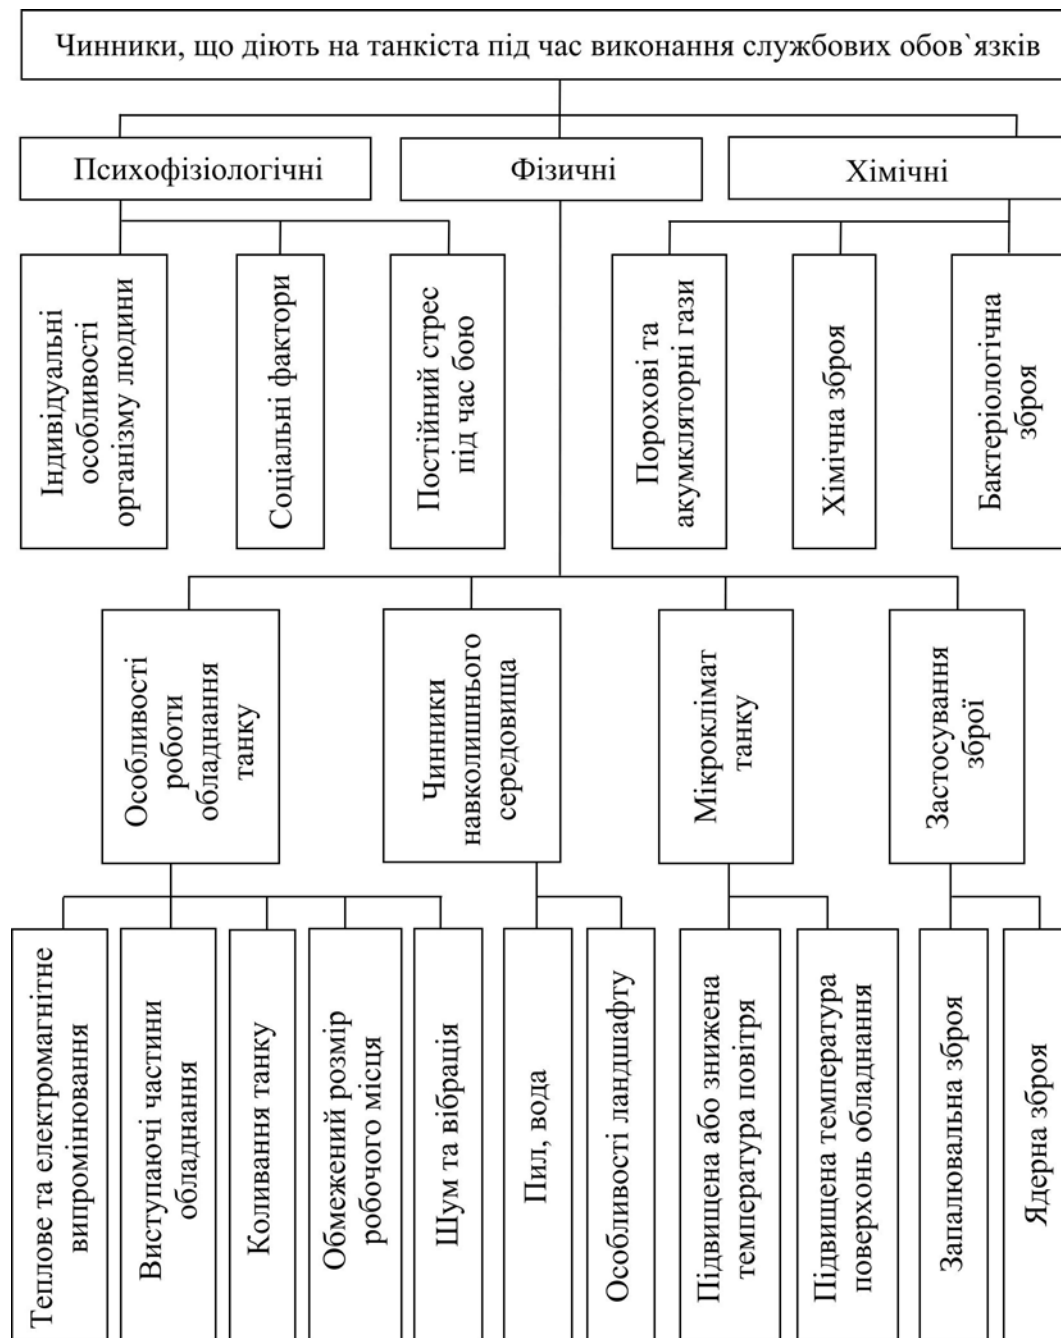 Чинники, що діють на танкіста під час виконання службових обов`язків
Психофізіологічні
Фізичні
Хімічні
Індивідуальні
особливості
організму людини
Соціальні фактори
Постійний стрес
під час бою
Порохові та
акумкляторні гази
Хімічна зброя
Бактеріологічна
зброя
Особливості
роботи
обладнання
танку
Чинники
навколишнього
середовища
Мікроклімат
танку
Застосування
зброї
Теплове та електромагнітне
випромінювання
Виступаючі частини
обладнання
Коливання танку
Обмежений розмір
робочого місця
Шум та вібрація
Пил, вода
Особливості ландшафту
Підвищена або знижена
температура повітря
Підвищена температура
поверхонь обладнання
Запалювальна зброя
Ядерна зброя